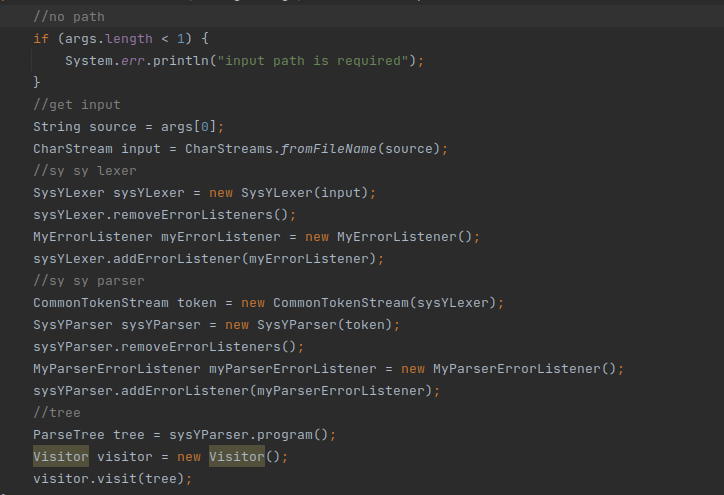 //no path
if (args.length < 1) {
    System.err.println("input path is required");
}
//get input
String source = args[0];
CharStream input = CharStreams.fromFileName(source);
//sy sy lexer
SysYLexer sysYLexer = new SysYLexer(input);
sysYLexer.removeErrorListeners();
MyErrorListener myErrorListener = new MyErrorListener();
sysYLexer.addErrorListener(myErrorListener);
//sy sy parser
CommonTokenStream token = new CommonTokenStream(sysYLexer);
SysYParser sysYParser = new SysYParser(token);
sysYParser.removeErrorListeners();
MyParserErrorListener myParserErrorListener = new MyParserErrorListener();
sysYParser.addErrorListener(myParserErrorListener);
//tree
ParseTree tree = sysYParser.program();
Visitor visitor = new Visitor();
visitor.visit(tree);